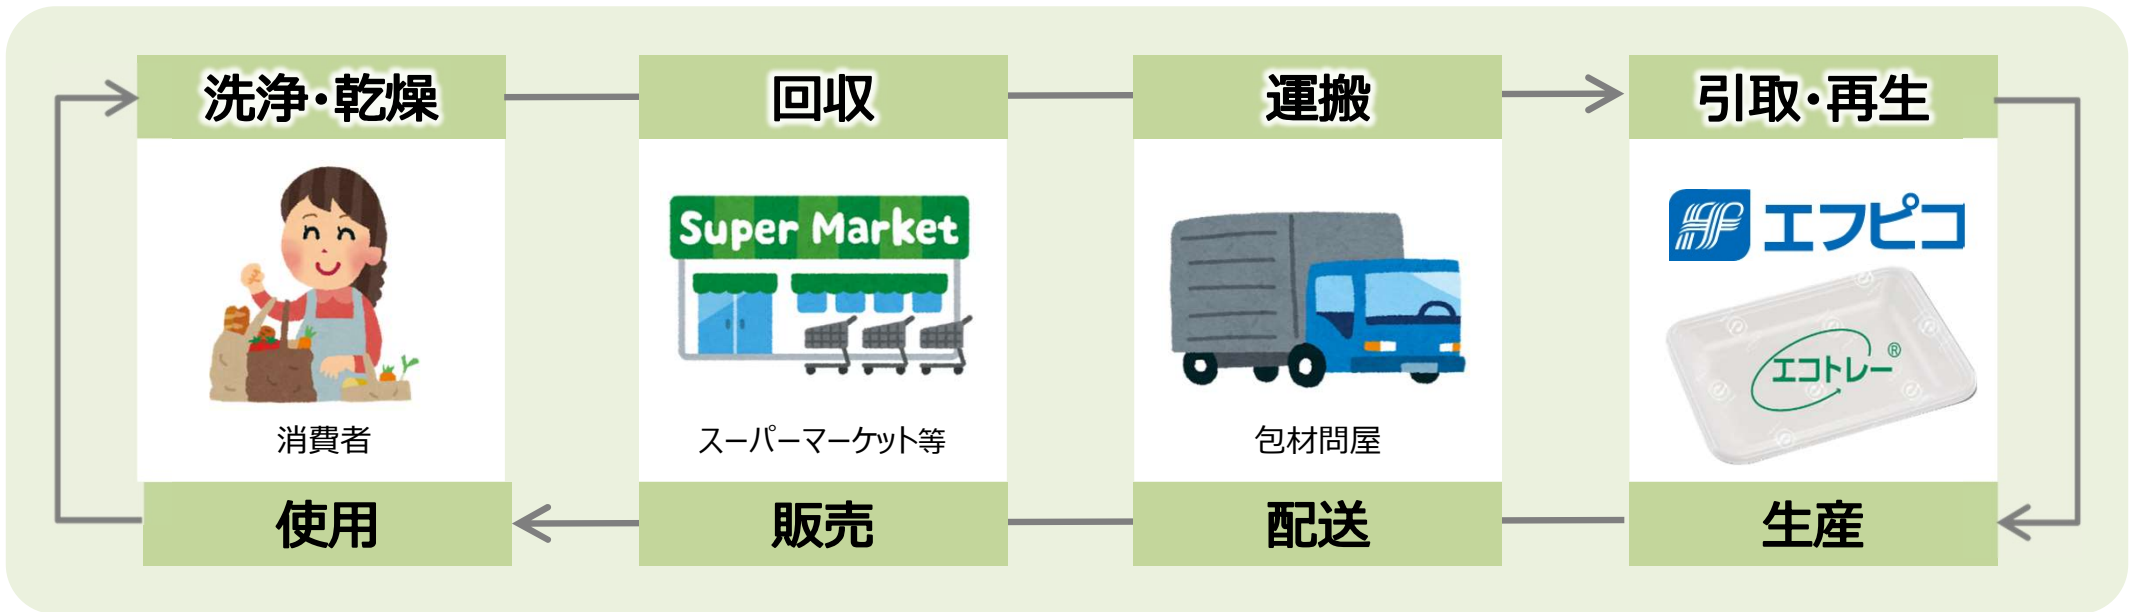 洗浄・乾燥
回収
運搬
引取・再生
Super Market
エフピコ
エコトレー®
消費者
スーパーマーケット等
包材問屋
使用
販売
配送
生産